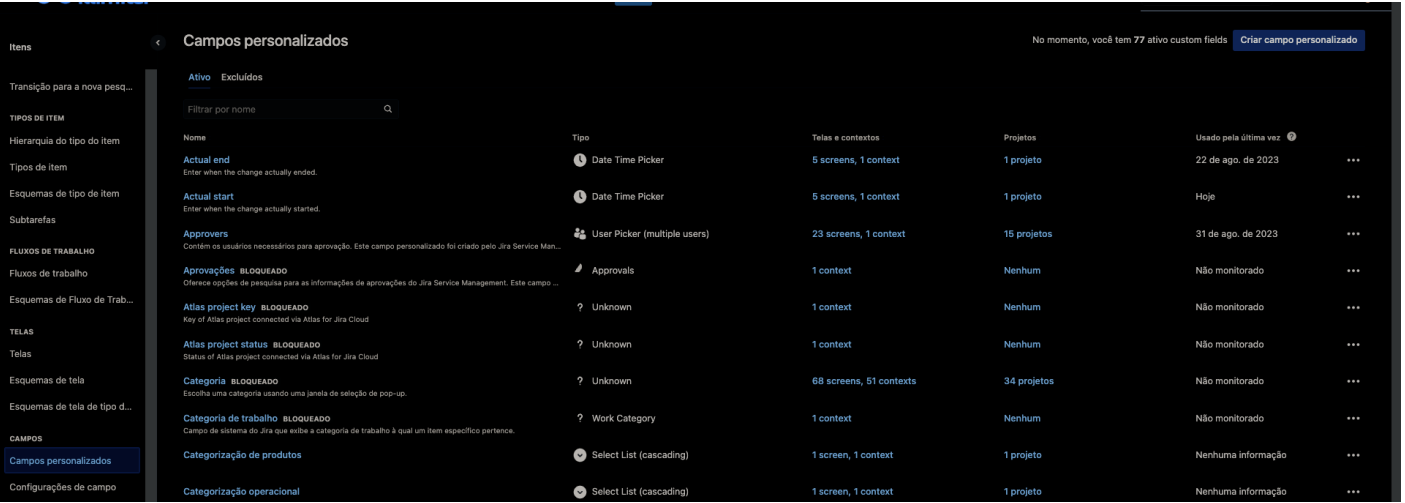 Itens
Campos personalizados
No momento, você tem 77 ativo custom fields
Criar campo personalizado
Ativo
Excluídos
Filtrar por nome
Transição para a nova pesq...
TIPOS DE ITEM
Hierarquia do tipo do item
Tipos de item
Esquemas de tipo de item
Subtarefas
FLUXOS DE TRABALHO
Fluxos de trabalho
Esquemas de Fluxo de Trab...
TELAS
Telas
Esquemas de tela
Esquemas de tela de tipo d...
CAMPOS
Campos personalizados
Configurações de campo
Nome Tipo Telas e contextos Projetos Usado pela última vez
Actual end Date Time Picker 5 screens, 1 context 1 projeto 22 de ago. de 2023
Enter when the change actually ended.
Actual start Date Time Picker 5 screens, 1 context 1 projeto Hoje
Enter when the change actually started.
Approvers User Picker (multiple users) 23 screens, 1 context 15 projetos 31 de ago. de 2023
Contém os usuários necessários para aprovação. Este campo personalizado foi criado pelo Jira Service Man...
Aprovações BLOQUEADO Approvals 1 context Nenhum Não monitorado
Oferece opções de pesquisa para as informações de aprovações do Jira Service Management. Este campo ...
Atlas project key BLOQUEADO ? Unknown 1 context Nenhum Não monitorado
Key of Atlas project connected via Atlas for Jira Cloud
Atlas project status BLOQUEADO ? Unknown 1 context Nenhum Não monitorado
Status of Atlas project connected via Atlas for Jira Cloud
Categoria BLOQUEADO ? Unknown 68 screens, 51 contexts 34 projetos Não monitorado
Escolha uma categoria usando uma janela de seleção de pop-up.
Categoria de trabalho BLOQUEADO ? Work Category 1 context Nenhum Não monitorado
Campo de sistema do Jira que exibe a categoria de trabalho à qual um item específico pertence.
Categorização de produtos Select List (cascading) 1 screen, 1 context 1 projeto Nenhuma informação
Categorização operacional Select List (cascading) 1 screen, 1 context 1 projeto Nenhuma informação